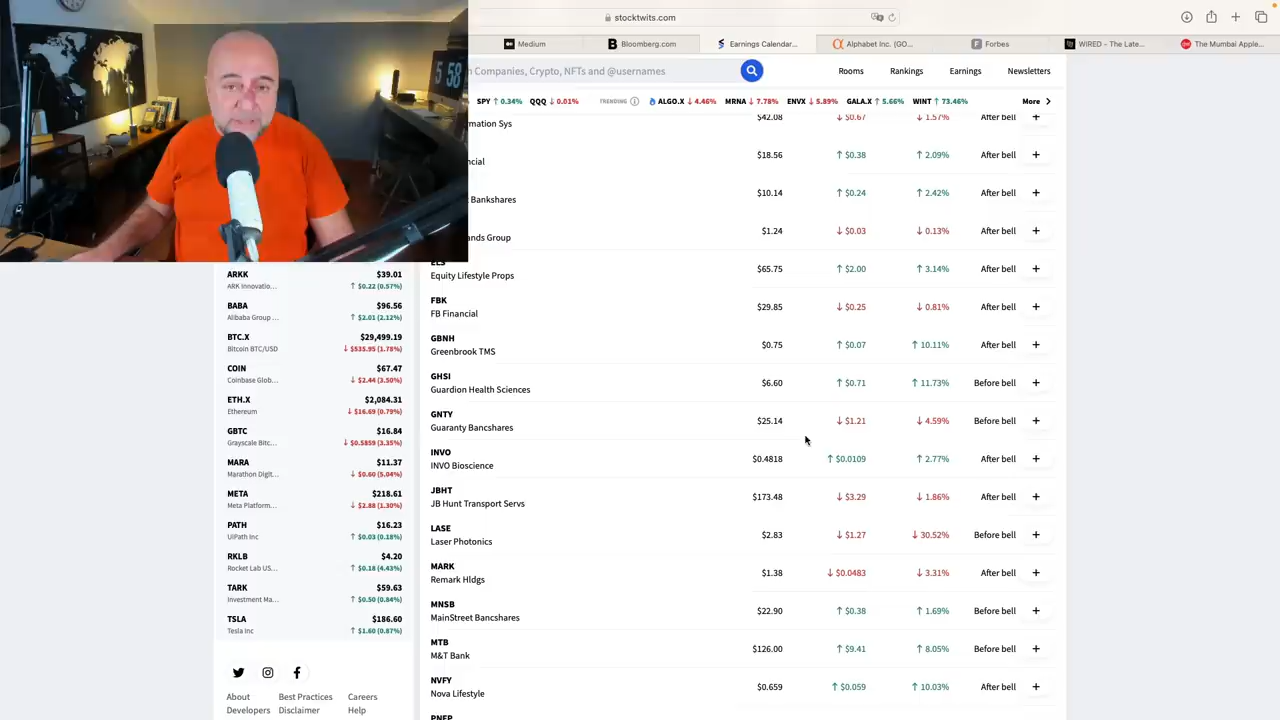 5 58
stocktwits.com
Medium
Bloomberg.com
Earnings Calendar...
Alphabet Inc. (GO...
Forbes
WIRED – The Late...
The Mumbai Apple...
Companies, Crypto, NFTs and @usernames
Rooms
Rankings
Earnings
Newsletters
SPY ↑ 0.34% QQQ ↓ 0.01% TRENDING ALGO.X ↓ 4.46% MRNA ↓ 7.78% ENVX ↓ 5.89% GALA.X ↑ 5.66% WINT ↑ 73.46% More
mation Sys $42.08 ↓ $0.67 ↓ 1.57% After bell +
cial $18.56 ↑ $0.38 ↑ 2.09% After bell +
Bankshares $10.14 ↑ $0.24 ↑ 2.42% After bell +
ands Group $1.24 ↓ $0.03 ↓ 0.13% After bell +
ELS
Equity Lifestyle Props $65.75 ↑ $2.00 ↑ 3.14% After bell +
FBK
FB Financial $29.85 ↓ $0.25 ↓ 0.81% After bell +
GBNH
Greenbrook TMS $0.75 ↑ $0.07 ↑ 10.11% After bell +
GHSI
Guardion Health Sciences $6.60 ↑ $0.71 ↑ 11.73% Before bell +
GNTY
Guaranty Bancshares $25.14 ↓ $1.21 ↓ 4.59% Before bell +
INVO
INVO Bioscience $0.4818 ↑ $0.0109 ↑ 2.77% After bell +
JBHT
JB Hunt Transport Servs $173.48 ↓ $3.29 ↓ 1.86% After bell +
LASE
Laser Photonics $2.83 ↓ $1.27 ↓ 30.52% Before bell +
MARK
Remark Hldgs $1.38 ↓ $0.0483 ↓ 3.31% After bell +
MNSB
MainStreet Bancshares $22.90 ↑ $0.38 ↑ 1.69% Before bell +
MTB
M&T Bank $126.00 ↑ $9.41 ↑ 8.05% Before bell +
NVFY
Nova Lifestyle $0.659 ↑ $0.059 ↑ 10.03% After bell +
PNFP
ARKK $39.01
ARK Innovatio... ↑ $0.22 (0.57%)
BABA $96.56
Alibaba Group ... ↑ $2.01 (2.12%)
BTC.X $29,499.19
Bitcoin BTC/USD ↓ $535.95 (1.78%)
COIN $67.47
Coinbase Glob... ↓ $2.44 (3.50%)
ETH.X $2,084.31
Ethereum ↓ $16.69 (0.79%)
GBTC $16.84
Grayscale Bitc... ↓ $0.5859 (3.35%)
MARA $11.37
Marathon Digit... ↓ $0.60 (5.04%)
META $218.61
Meta Platform... ↓ $2.88 (1.30%)
PATH $16.23
UiPath Inc ↑ $0.03 (0.18%)
RKLB $4.20
Rocket Lab US... ↑ $0.18 (4.43%)
TARK $59.63
Investment Ma... ↑ $0.50 (0.84%)
TSLA $186.60
Tesla Inc ↑ $1.60 (0.87%)
About Best Practices Careers
Developers Disclaimer Help